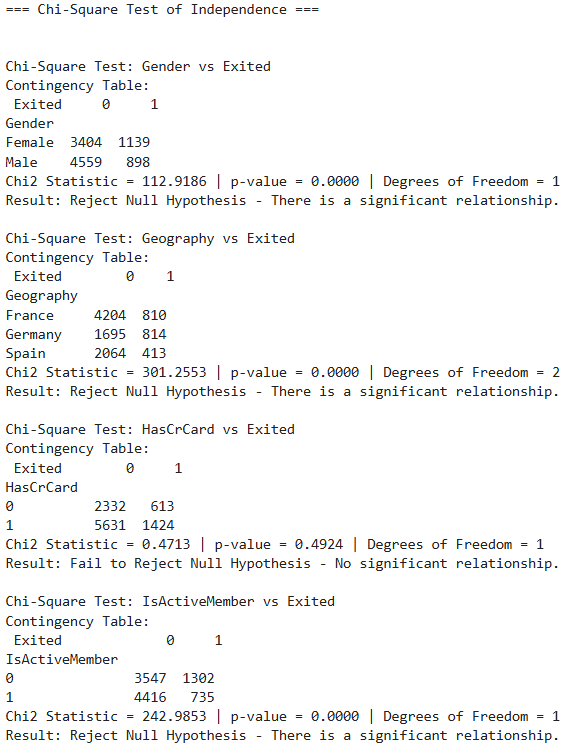 === Chi-Square Test of Independence ===
Chi-Square Test: Gender vs Exited
Contingency Table:
Exited 0 1
Gender
Female 3404 1139
Male 4559 898
Chi2 Statistic = 112.9186 | p-value = 0.0000 | Degrees of Freedom = 1
Result: Reject Null Hypothesis - There is a significant relationship.
Chi-Square Test: Geography vs Exited
Contingency Table:
Exited 0 1
Geography
France 4204 810
Germany 1695 814
Spain 2064 413
Chi2 Statistic = 301.2553 | p-value = 0.0000 | Degrees of Freedom = 2
Result: Reject Null Hypothesis - There is a significant relationship.
Chi-Square Test: HasCrCard vs Exited
Contingency Table:
Exited 0 1
HasCrCard
0 2332 613
1 5631 1424
Chi2 Statistic = 0.4713 | p-value = 0.4924 | Degrees of Freedom = 1
Result: Fail to Reject Null Hypothesis - No significant relationship.
Chi-Square Test: IsActiveMember vs Exited
Contingency Table:
Exited 0 1
IsActiveMember
0 3547 1302
1 4416 735
Chi2 Statistic = 242.9853 | p-value = 0.0000 | Degrees of Freedom = 1
Result: Reject Null Hypothesis - There is a significant relationship.